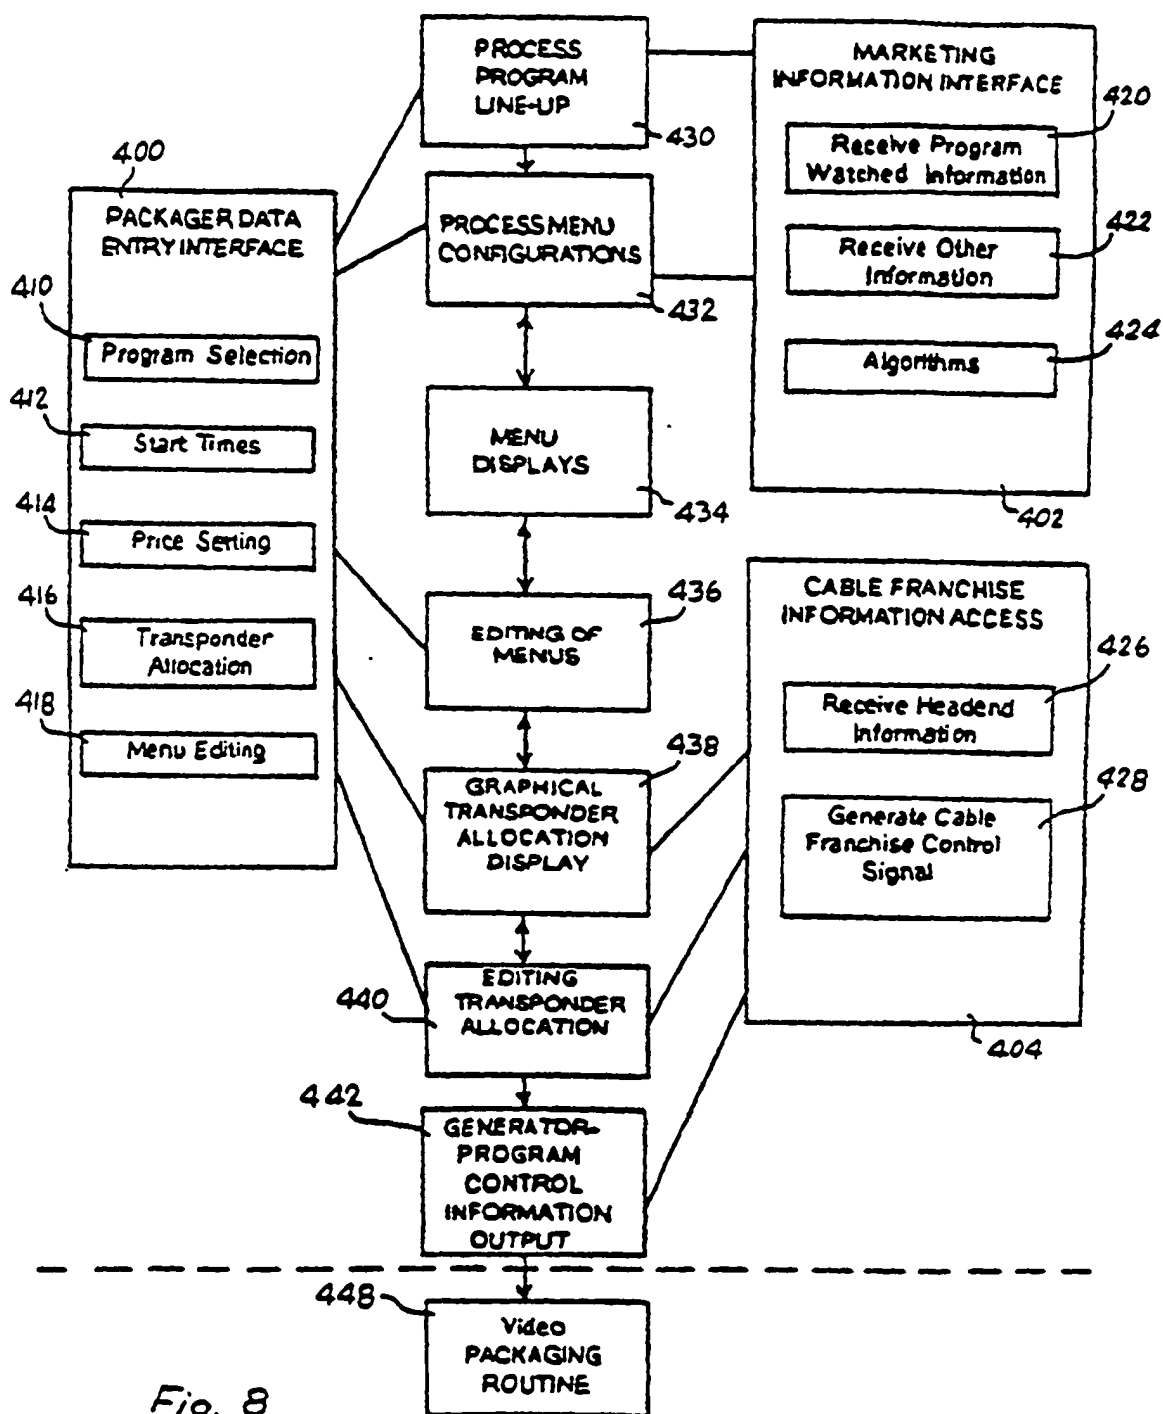 PROCESS
PROGRAM
LINE-UP
430
MARKETING
INFORMATION INTERFACE
420
Receive Program
Watched Information
422
Receive Other
Information
424
Algorithms
402
400
PACKAGER DATA
ENTRY INTERFACE
410
Program Selection
412
Start Times
414
Price Setting
416
Transponder
Allocation
418
Menu Editing
PROCESS MENU
CONFIGURATIONS
432
MENU
DISPLAYS
434
436
EDITING OF
MENUS
438
GRAPHICAL
TRANSPONDER
ALLOCATION
DISPLAY
CABLE FRANCHISE
INFORMATION ACCESS
426
Receive Headend
Information
428
Generate Cable
Franchise Control
Signal
404
440
EDITING
TRANSPONDER
ALLOCATION
442
GENERATOR-
PROGRAM
CONTROL
INFORMATION
OUTPUT
448
Video
PACKAGING
ROUTINE
Fig. 8